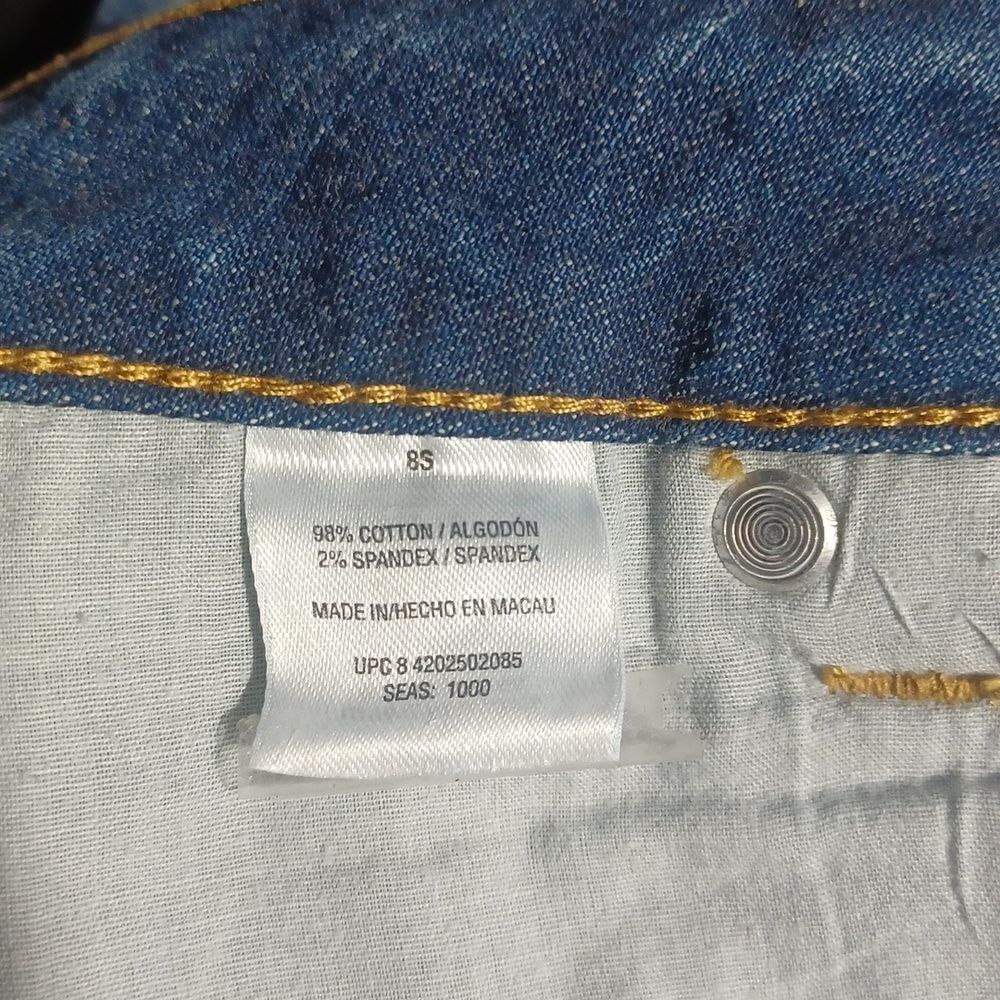 8S
98% COTTON / ALGODÓN
2% SPANDEX / SPANDEX
MADE IN/HECHO EN MACAU
UPC 8 4202502085
SEAS: 1000